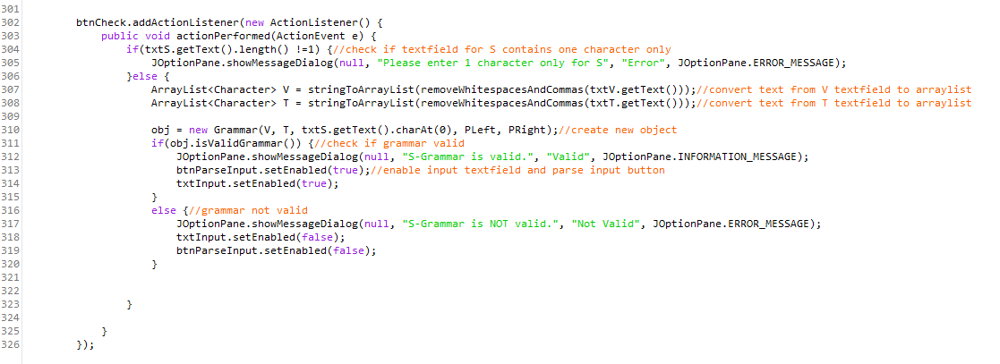 301
302 btnCheck.addActionListener(new ActionListener() {
303 public void actionPerformed(ActionEvent e) {
304 if(txtS.getText().length() !=1) {//check if textfield for S contains one character only
305 JOptionPane.showMessageDialog(null, "Please enter 1 character only for S", "Error", JOptionPane.ERROR_MESSAGE);
306 }else {
307 ArrayList<Character> V = stringToArrayList(removeWhitespacesAndCommas(txtV.getText()));//convert text from V textfield to arraylist
308 ArrayList<Character> T = stringToArrayList(removeWhitespacesAndCommas(txtT.getText()));//convert text from T textfield to arraylist
309
310 obj = new Grammar(V, T, txtS.getText().charAt(0), PLeft, PRight);//create new object
311 if(obj.isValidGrammar()) {//check if grammar valid
312 JOptionPane.showMessageDialog(null, "S-Grammar is valid.", "Valid", JOptionPane.INFORMATION_MESSAGE);
313 btnParseInput.setEnabled(true);//enable input textfield and parse input button
314 txtInput.setEnabled(true);
315 }
316 else {//grammar not valid
317 JOptionPane.showMessageDialog(null, "S-Grammar is NOT valid.", "Not Valid", JOptionPane.ERROR_MESSAGE);
318 txtInput.setEnabled(false);
319 btnParseInput.setEnabled(false);
320 }
321
322
323 }
324
325 }
326 });